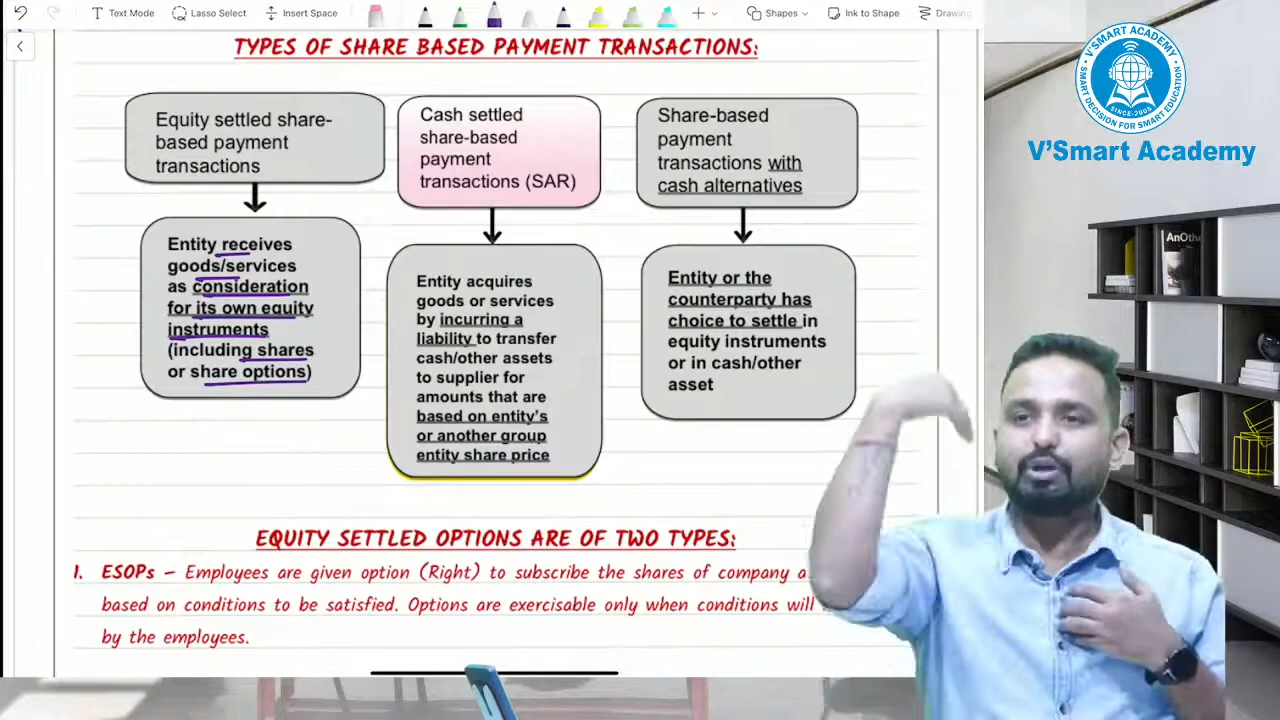 Text Mode
Lasso Select
Insert Space
Shapes
Ink to Shape
Drawing
TYPES OF SHARE BASED PAYMENT TRANSACTIONS:
Equity settled share-
based payment
transactions
Cash settled
share-based
payment
transactions (SAR)
Share-based
payment
transactions with
cash alternatives
Entity receives
goods/services
as consideration
for its own equity
instruments
(including shares
or share options)
Entity acquires
goods or services
by incurring a
liability to transfer
cash/other assets
to supplier for
amounts that are
based on entity's
or another group
entity share price
Entity or the
counterparty has
choice to settle in
equity instruments
or in cash/other
asset
EQUITY SETTLED OPTIONS ARE OF TWO TYPES:
1. ESOPs – Employees are given option (Right) to subscribe the shares of company
based on conditions to be satisfied. Options are exercisable only when conditions will
by the employees.
V'SMART ACADEMY
SMART DECISION FOR SMART EDUCATION
SINCE-2005
V'Smart Academy
AnOthe